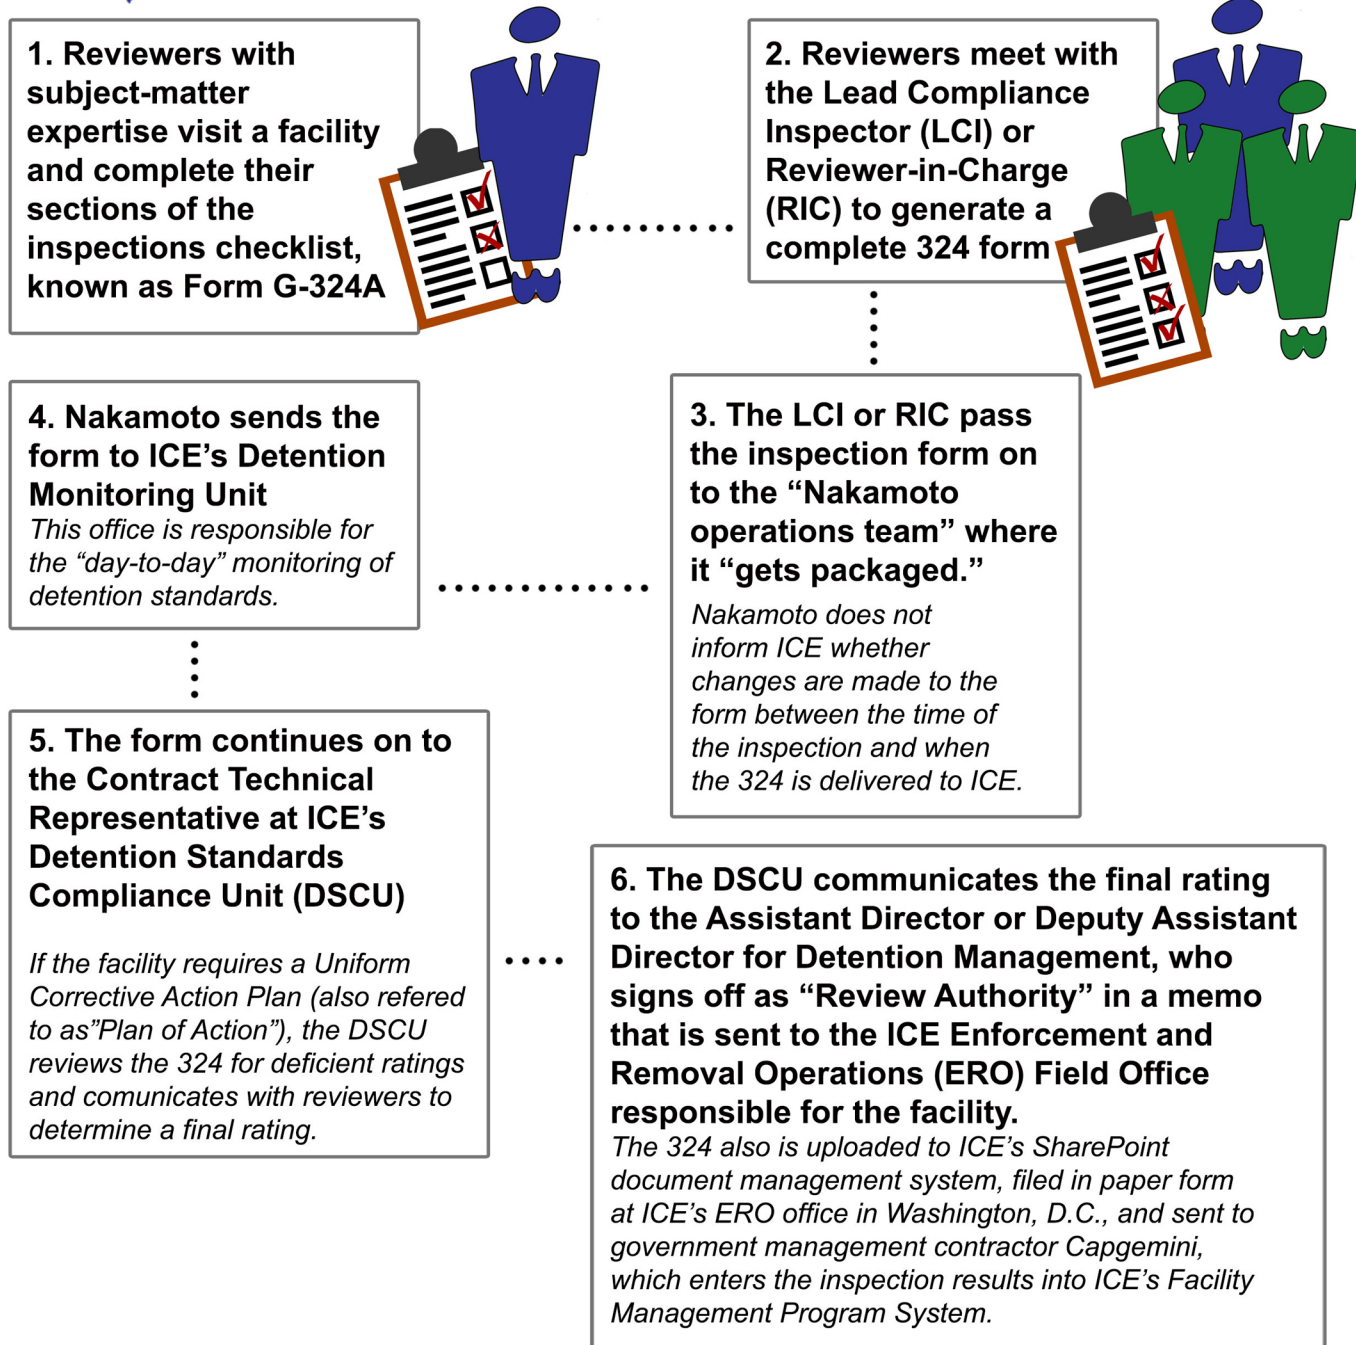 1. Reviewers with
subject-matter
expertise visit a facility
and complete their
sections of the
inspections checklist,
known as Form G-324A
2. Reviewers meet with
the Lead Compliance
Inspector (LCI) or
Reviewer-in-Charge
(RIC) to generate a
complete 324 form
3. The LCI or RIC pass
the inspection form on
to the “Nakamoto
operations team” where
it “gets packaged.”
Nakamoto does not
inform ICE whether
changes are made to the
form between the time of
the inspection and when
the 324 is delivered to ICE.
4. Nakamoto sends the
form to ICE’s Detention
Monitoring Unit
This office is responsible for
the “day-to-day” monitoring of
detention standards.
5. The form continues on to
the Contract Technical
Representative at ICE’s
Detention Standards
Compliance Unit (DSCU)
If the facility requires a Uniform
Corrective Action Plan (also refered
to as”Plan of Action”), the DSCU
reviews the 324 for deficient ratings
and comunicates with reviewers to
determine a final rating.
6. The DSCU communicates the final rating
to the Assistant Director or Deputy Assistant
Director for Detention Management, who
signs off as “Review Authority” in a memo
that is sent to the ICE Enforcement and
Removal Operations (ERO) Field Office
responsible for the facility.
The 324 also is uploaded to ICE’s SharePoint
document management system, filed in paper form
at ICE’s ERO office in Washington, D.C., and sent to
government management contractor Capgemini,
which enters the inspection results into ICE’s Facility
Management Program System.